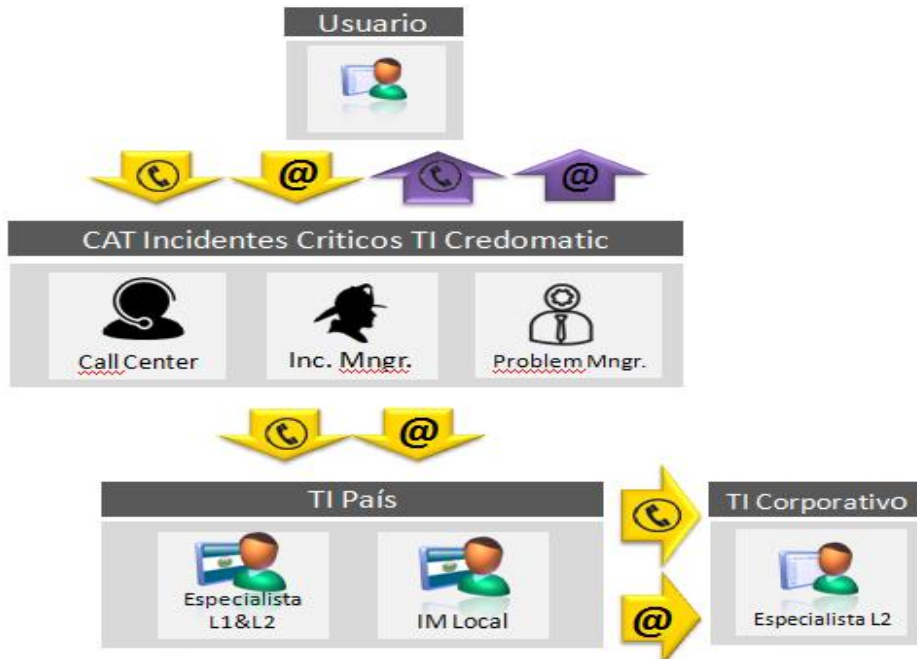 Usuario
@
@
CAT Incidentes Criticos TI Credomatic
Call Center
Inc. Mngr.
Problem Mngr.
@
TI País
TI Corporativo
Especialista
L1&L2
IM Local
Especialista L2
@